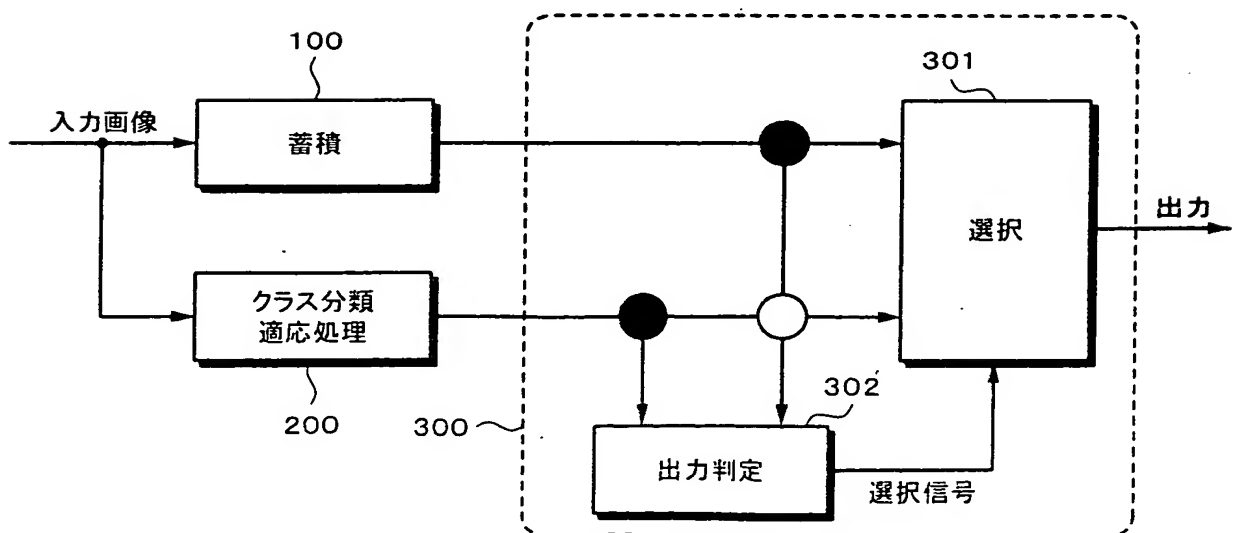 100
301
入力画像
蓄積
選択
出力
クラス分類
適応処理
200
300
302
出力判定
選択信号